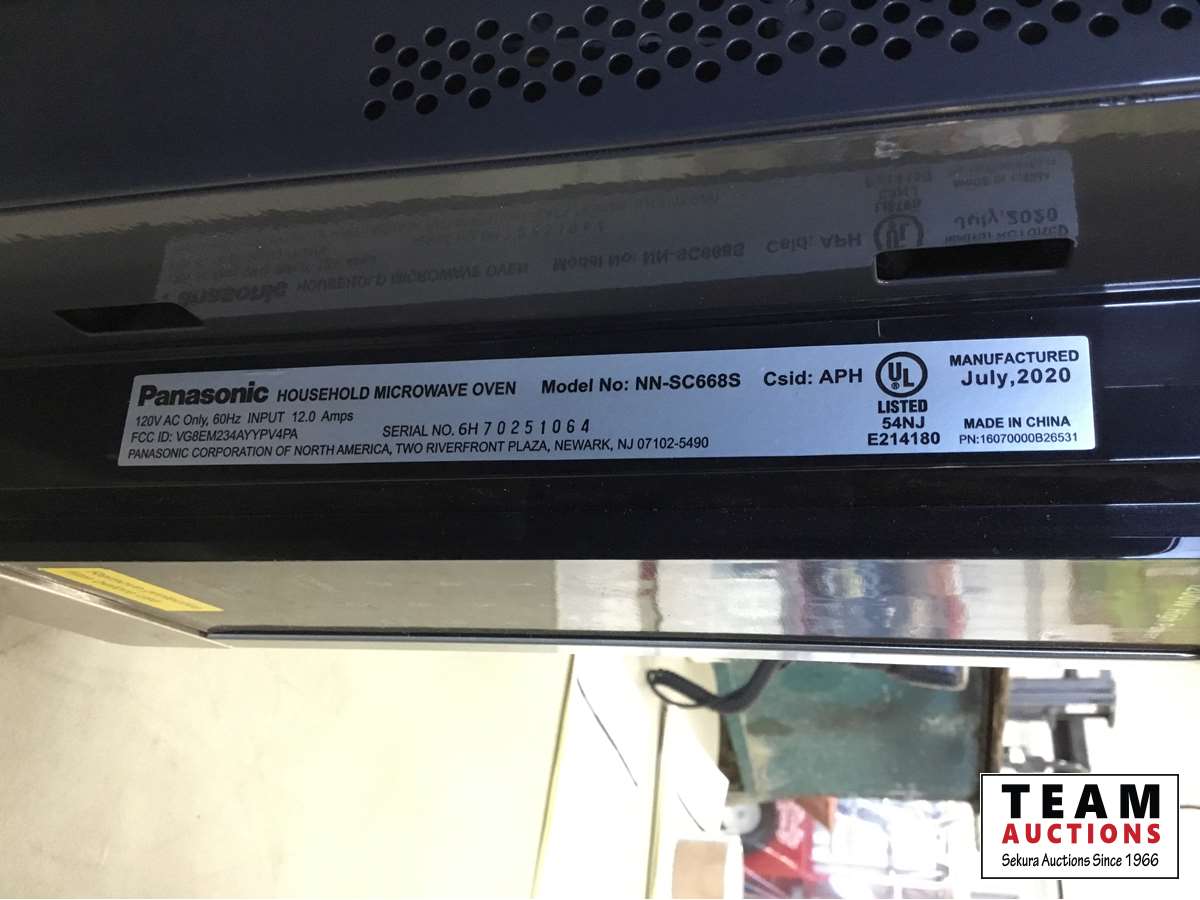 Panasonic HOUSEHOLD MICROWAVE OVEN Model No: NN-SC668S Csid: APH
120V AC Only, 60Hz INPUT 12.0 Amps
FCC ID: VG8EM234AYYPV4PA SERIAL NO. 6H 70251064
PANASONIC CORPORATION OF NORTH AMERICA, TWO RIVERFRONT PLAZA, NEWARK, NJ 07102-5490
UL
LISTED
54NJ
E214180
MANUFACTURED
July,2020
MADE IN CHINA
PN:16070000B26531
TEAM
AUCTIONS
Sekura Auctions Since 1966